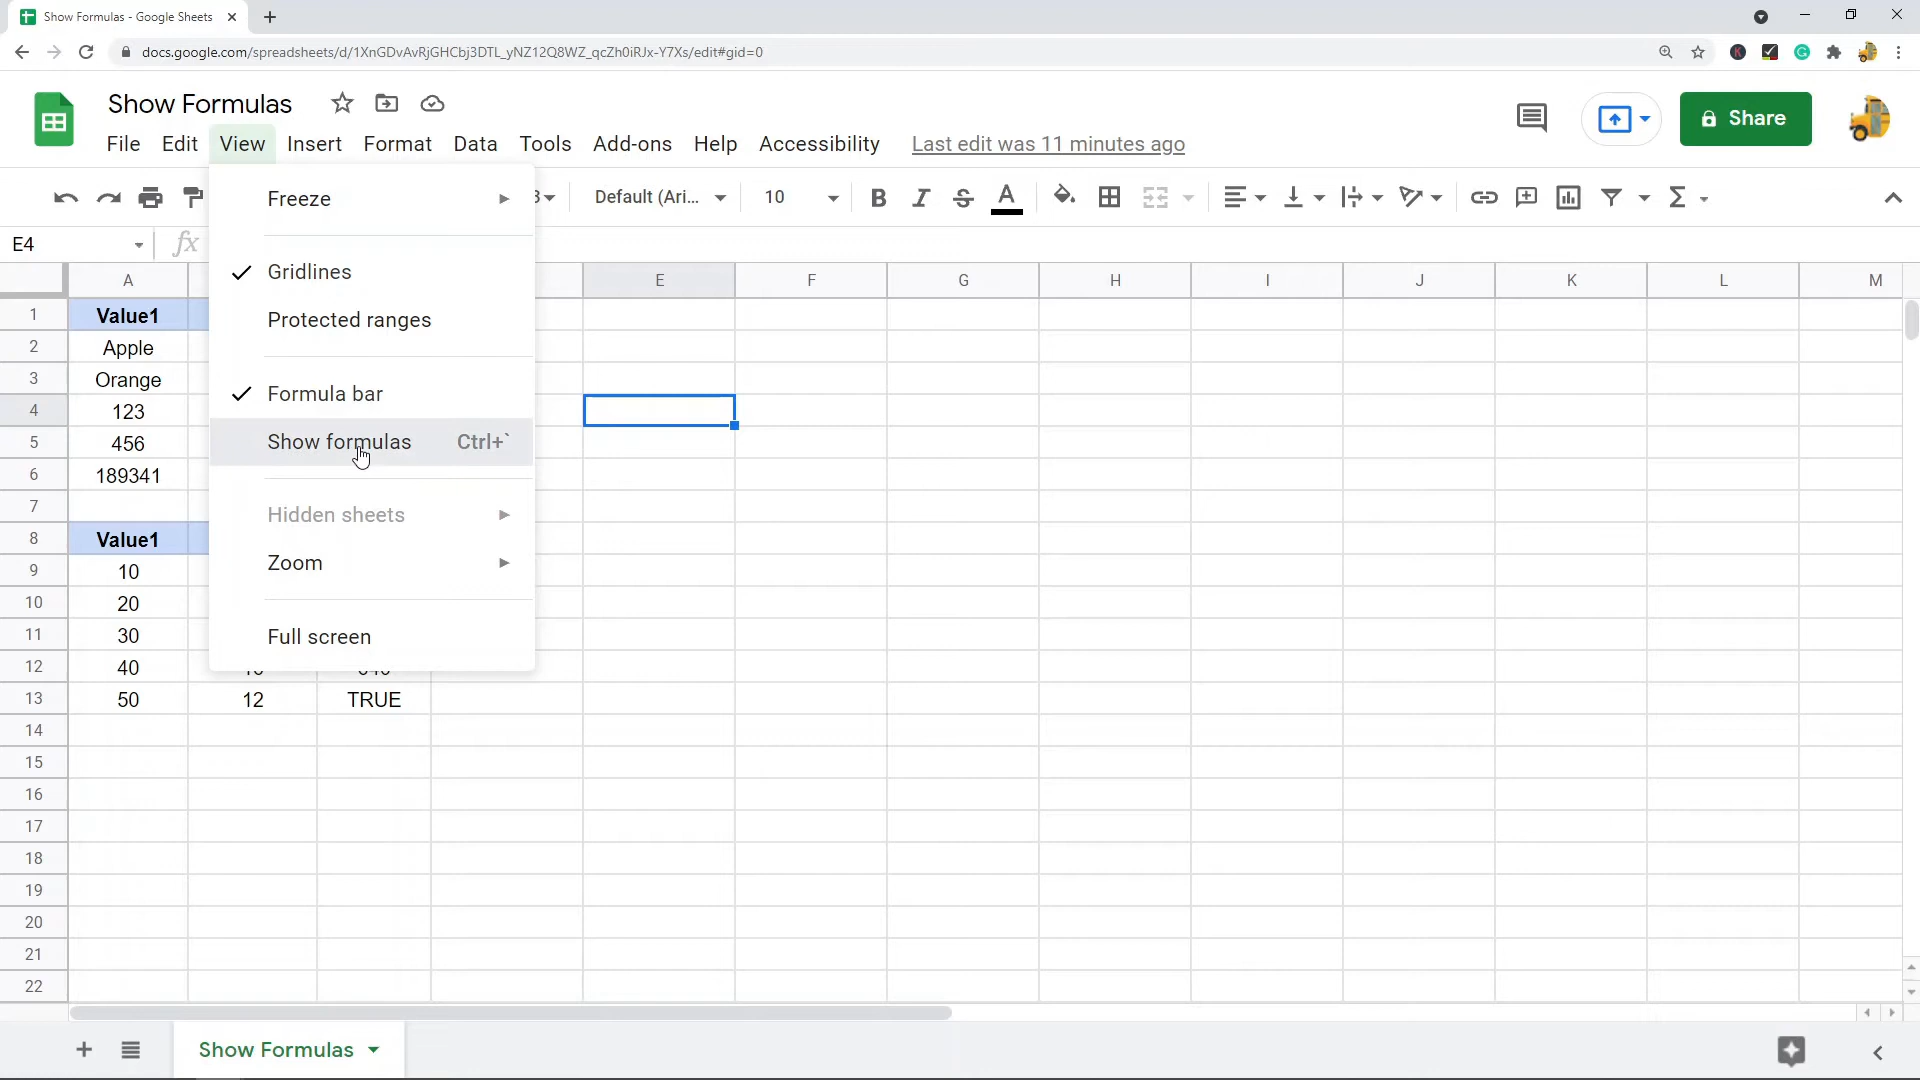 Show Formulas - Google Sheets
docs.google.com/spreadsheets/d/1XnGDvAvRjGHCbj3DTL_yNZ12Q8WZ_qcZh0iRJx-Y7Xs/edit#gid=0
Show Formulas
File Edit View Insert Format Data Tools Add-ons Help Accessibility Last edit was 11 minutes ago
Share
Default (Ari... 10 B I S A
E4 fx
Freeze
Gridlines
Protected ranges
Formula bar
Show formulas Ctrl+`
Hidden sheets
Zoom
Full screen
A E F G H I J K L M
1 Value1
2 Apple
3 Orange
4 123
5 456
6 189341
7
8 Value1
9 10
10 20
11 30
12 40
13 50 12 TRUE
14
15
16
17
18
19
20
21
22
Show Formulas